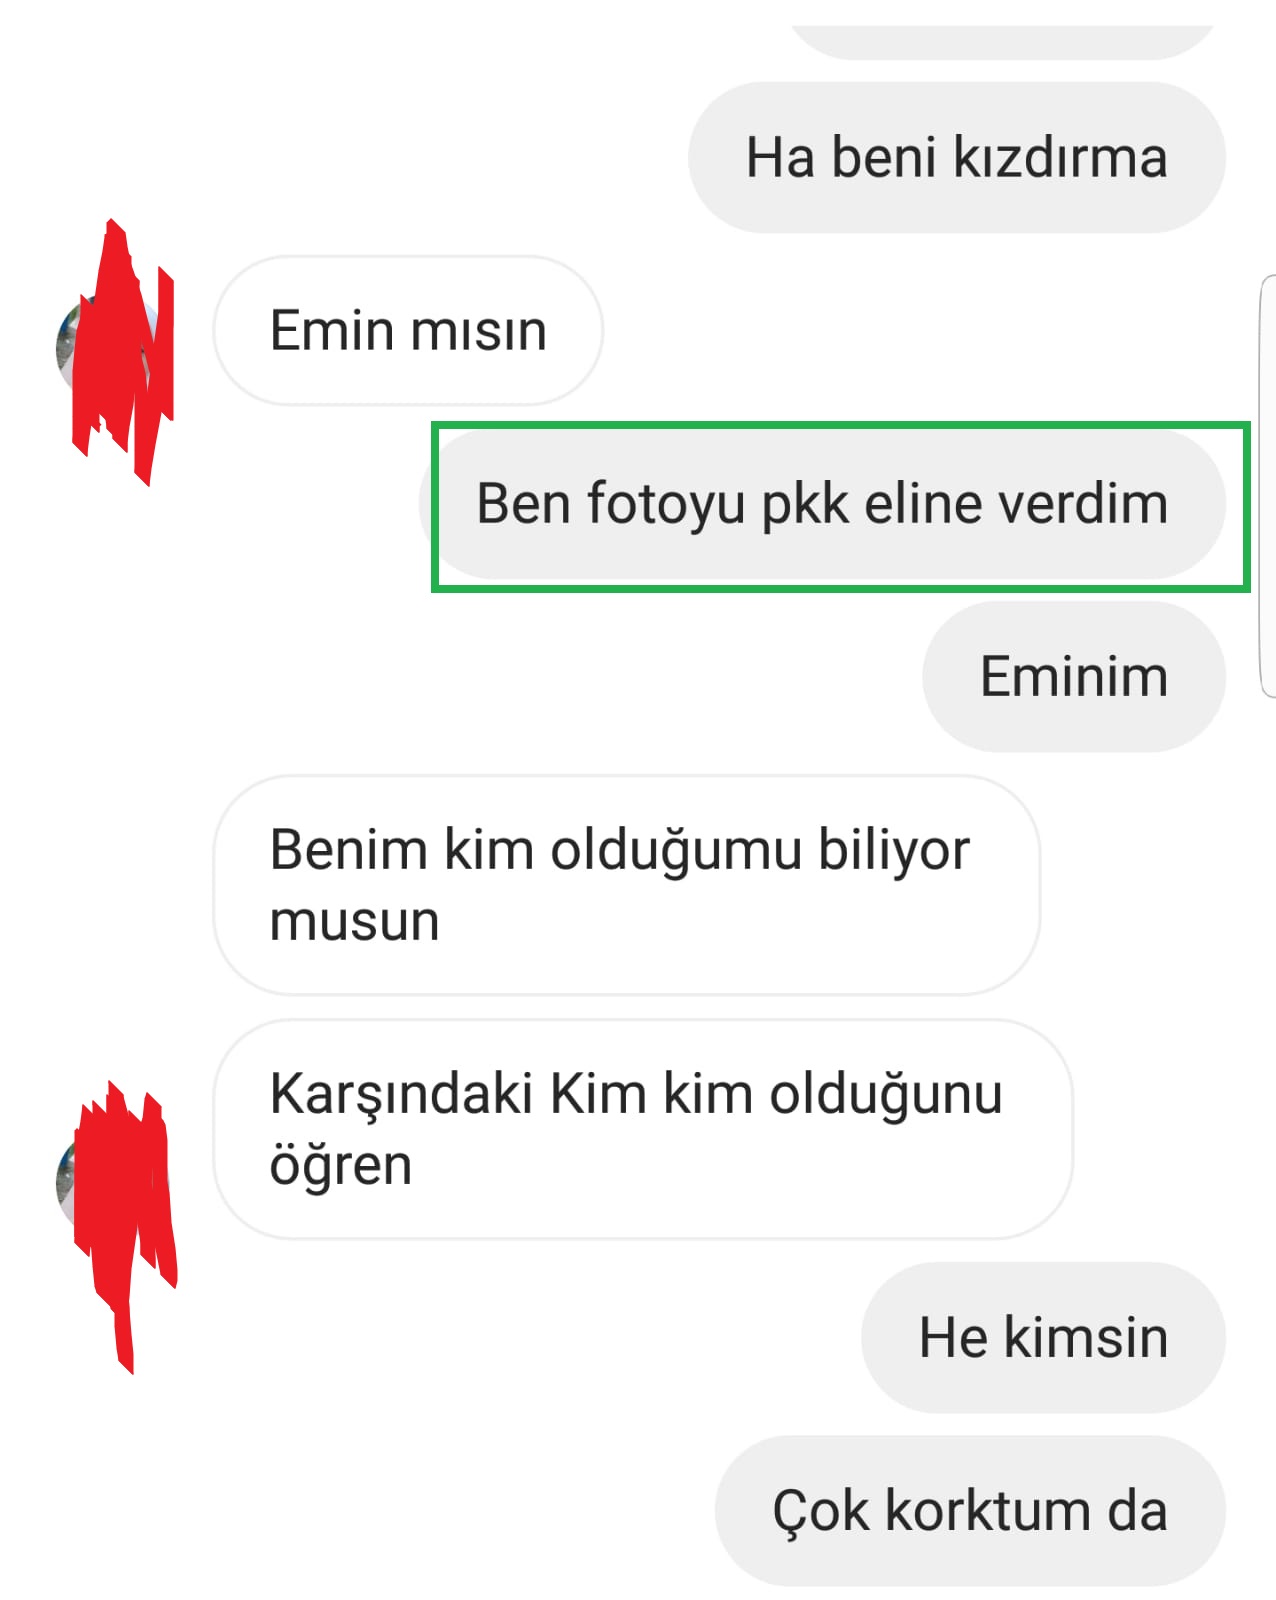 Ha beni kızdırma
Emin mısın
Ben fotoyu pkk eline verdim
Eminim
Benim kim olduğumu biliyor
musun
Karşındaki Kim kim olduğunu
öğren
He kimsin
Çok korktum da